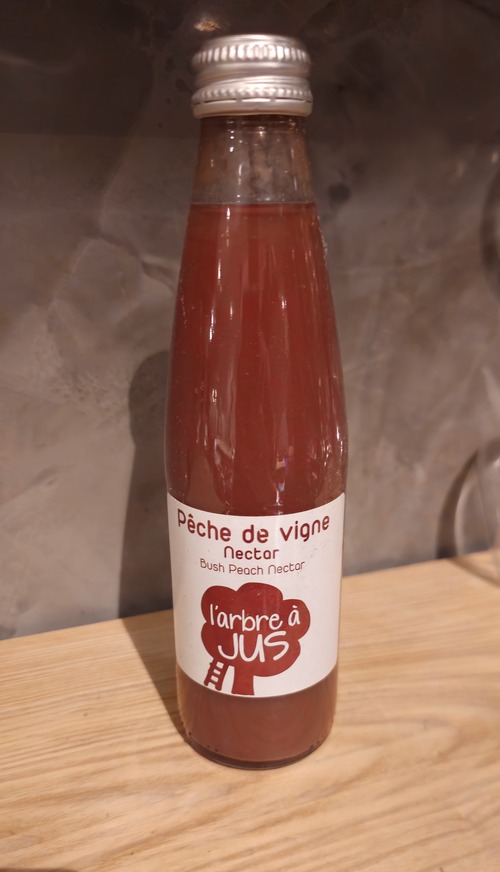 Pêche de vigne
Nectar
Bush Peach Nectar
l'arbre à
JUS